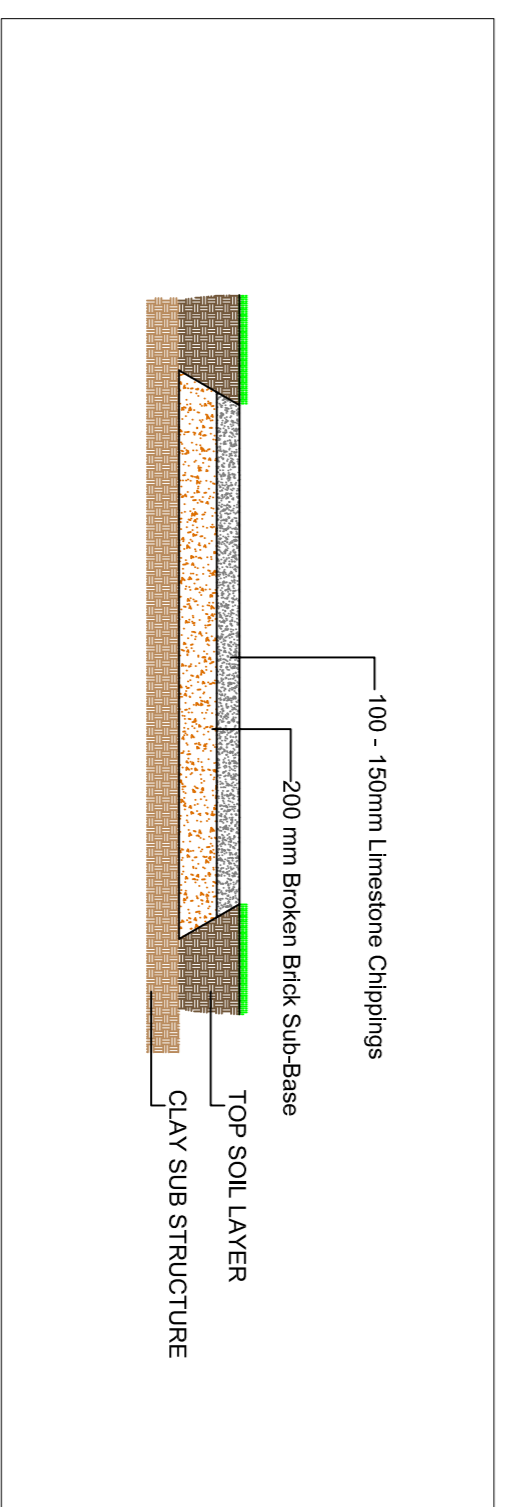 100 - 150mm Limestone Chippings
200 mm Broken Brick Sub-Base
TOP SOIL LAYER
CLAY SUB STRUCTURE